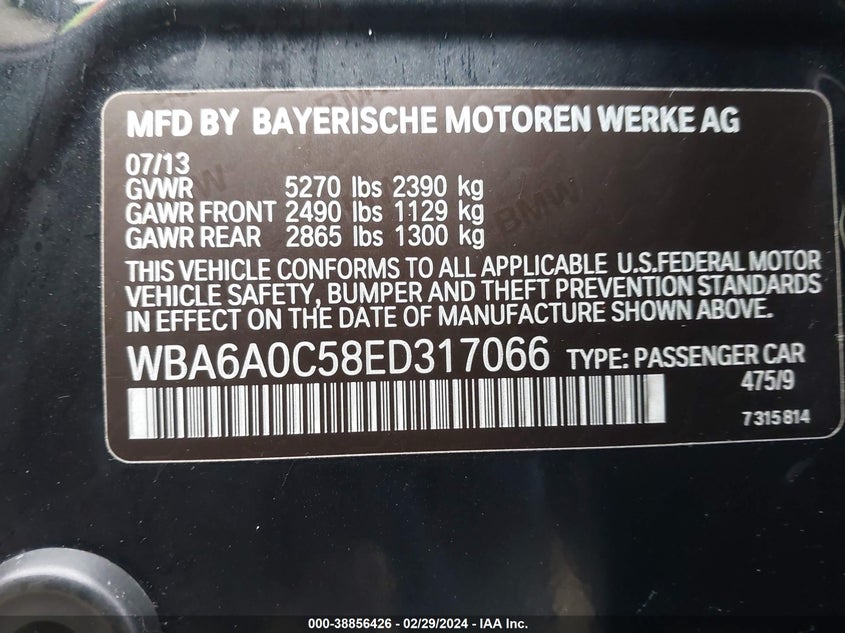 MFD BY BAYERISCHE MOTOREN WERKE AG
07/13
GVWR 5270 lbs 2390 kg
GAWR FRONT 2490 lbs 1129 kg
GAWR REAR 2865 lbs 1300 kg
THIS VEHICLE CONFORMS TO ALL APPLICABLE U.S.FEDERAL MOTOR
VEHICLE SAFETY, BUMPER AND THEFT PREVENTION STANDARDS
IN EFFECT ON THE DATE OF MANUFACTURE SHOWN ABOVE.
WBA6A0C58ED317066 TYPE: PASSENGER CAR
475/9
7315814
BMW
000-38856426 - 02/29/2024 - IAA Inc.